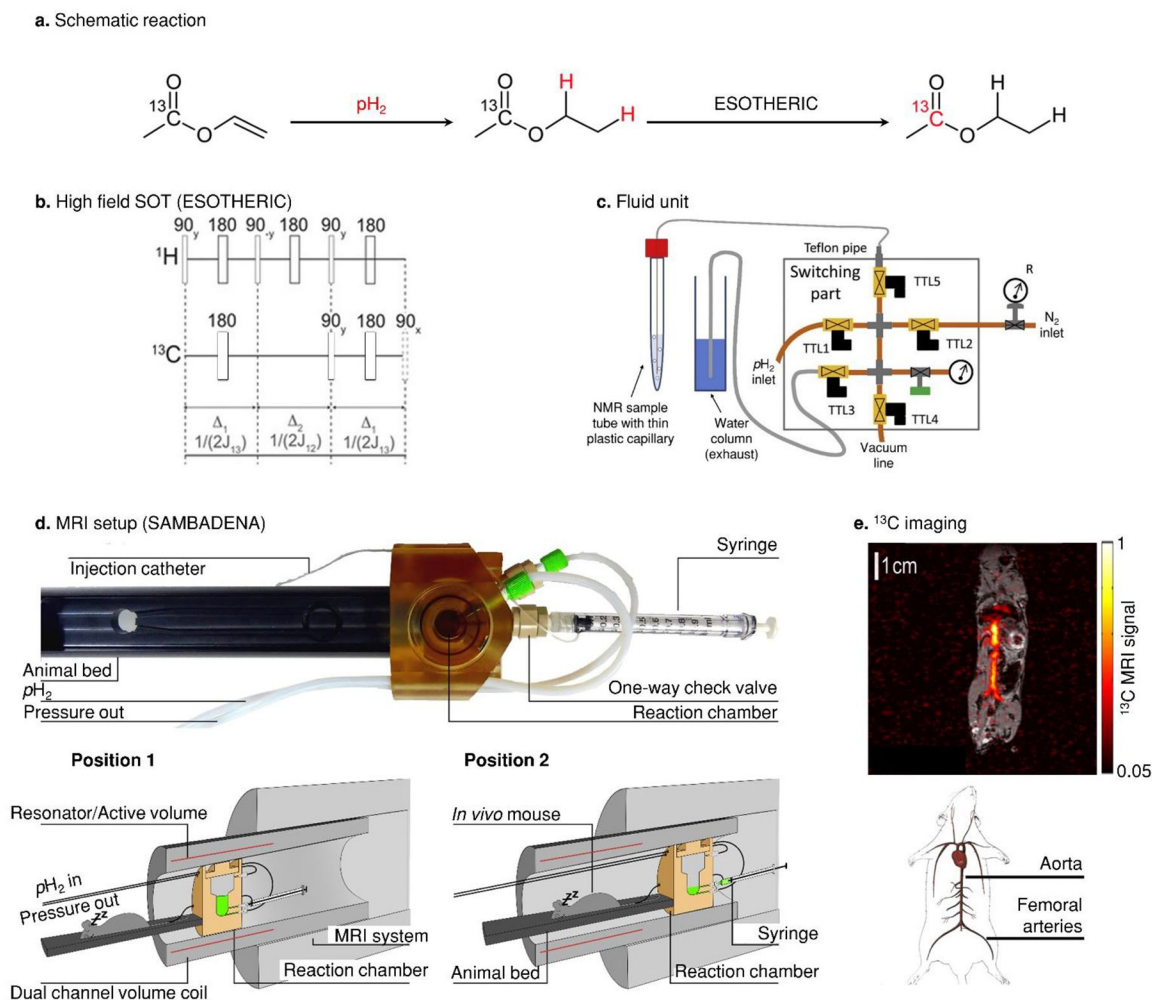 a. Schematic reaction
O
13
C
O
pH2
O
13
C
O
H
H
ESOTHERIC
O
13
C
O
H
H
b. High field SOT (ESOTHERIC)
90y 180 90-y 180 90y 180
1H
180 90y 180 90x
13C
Δ1 Δ2 Δ1
1/(2J13) 1/(2J12) 1/(2J13)
c. Fluid unit
Teflon pipe
Switching
part
TTL5
R
N2
inlet
TTL1
TTL2
pH2
inlet
TTL3
TTL4
NMR sample
tube with thin
plastic capillary
Water
column
(exhaust)
Vacuum
line
d. MRI setup (SAMBADENA)
Injection catheter
Syringe
Animal bed
pH2
Pressure out
One-way check valve
Reaction chamber
Position 1
Resonator/Active volume
pH2 in
Pressure out
zzZ
MRI system
Reaction chamber
Dual channel volume coil
Position 2
In vivo mouse
zzZ
Syringe
Animal bed
Reaction chamber
e. 13C imaging
1cm
1
13C MRI signal
0.05
Aorta
Femoral
arteries